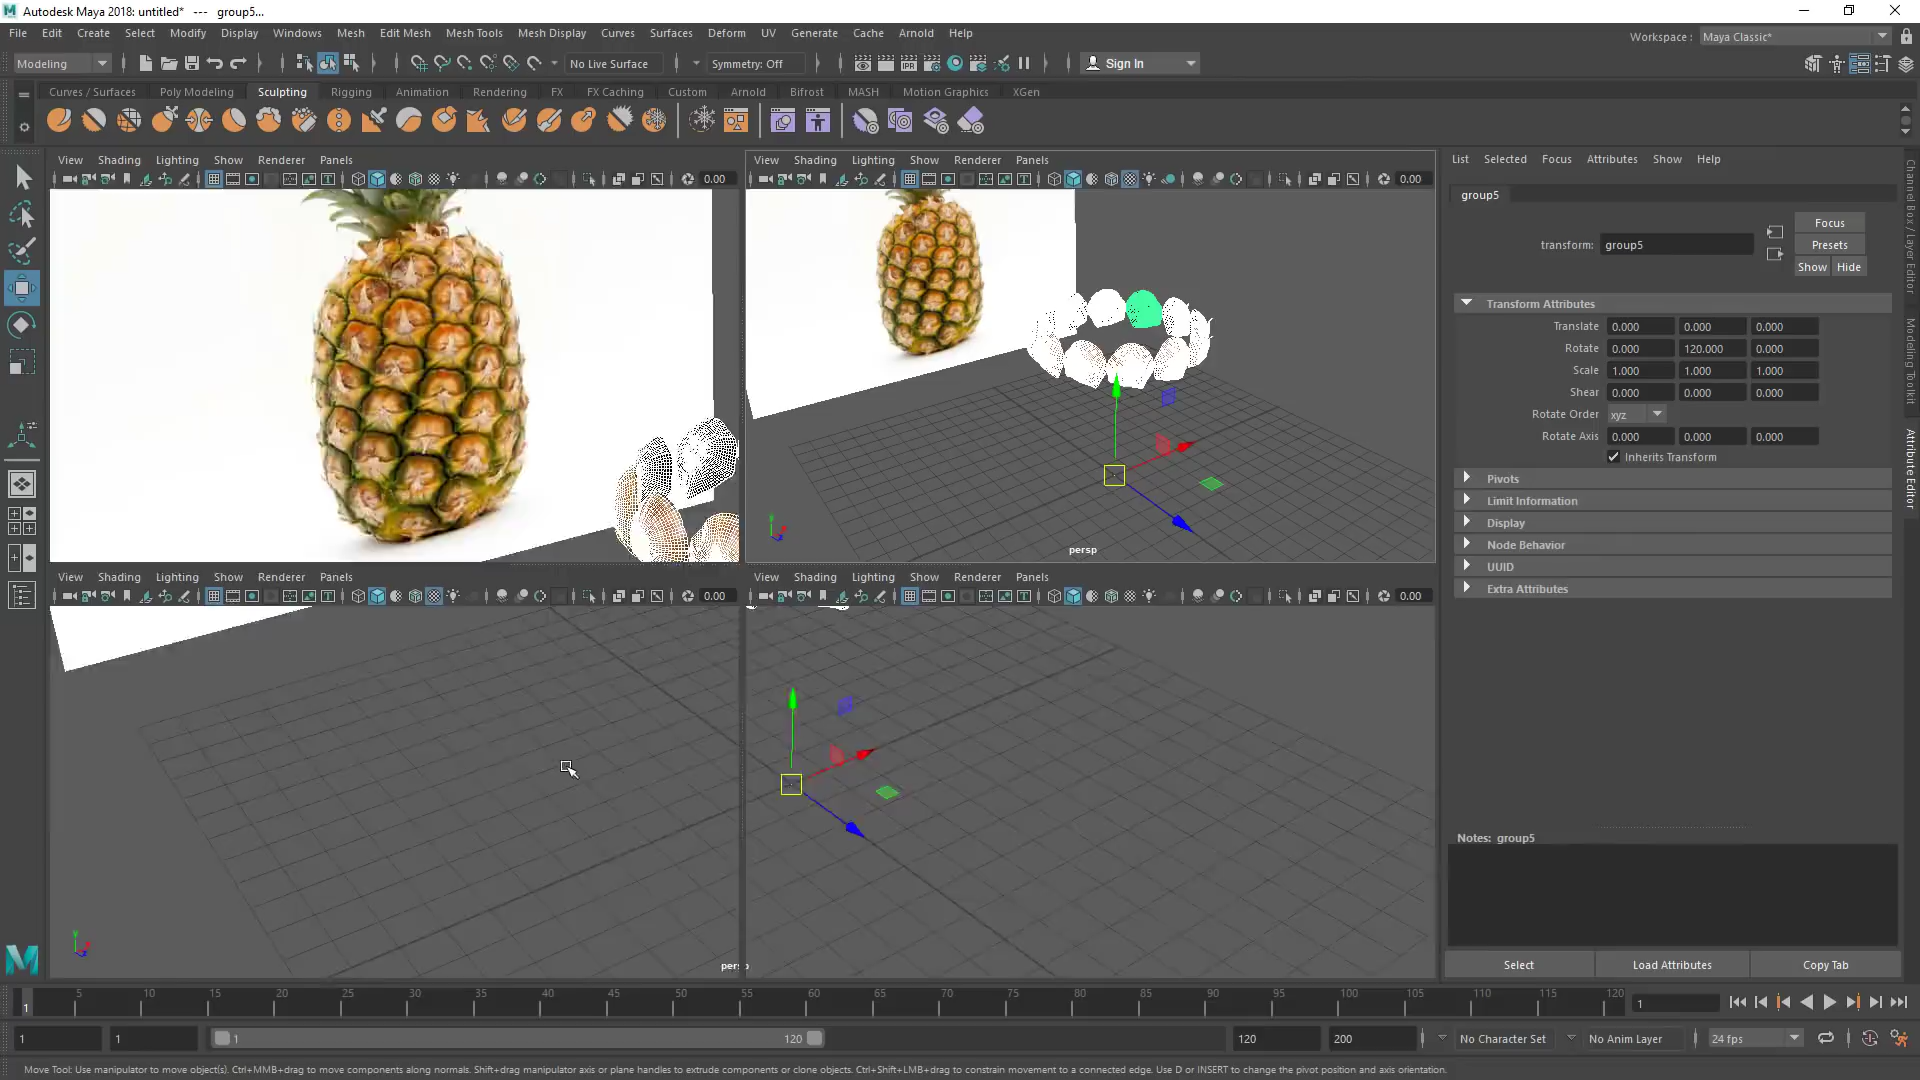 Autodesk Maya 2018: untitled* --- group5...
File Edit Create Select Modify Display Windows Mesh Edit Mesh Mesh Tools Mesh Display Curves Surfaces Deform UV Generate Cache Arnold Help
Workspace : Maya Classic*
Modeling No Live Surface Symmetry: Off Sign In
Curves / Surfaces Poly Modeling Sculpting Rigging Animation Rendering FX FX Caching Custom Arnold Bifrost MASH Motion Graphics XGen
View Shading Lighting Show Renderer Panels
0.00
View Shading Lighting Show Renderer Panels
0.00
persp
View Shading Lighting Show Renderer Panels
0.00
persp
View Shading Lighting Show Renderer Panels
0.00
List Selected Focus Attributes Show Help
group5
transform: group5
Focus
Presets
Show Hide
Transform Attributes
Translate 0.000 0.000 0.000
Rotate 0.000 120.000 0.000
Scale 1.000 1.000 1.000
Shear 0.000 0.000 0.000
Rotate Order xyz
Rotate Axis 0.000 0.000 0.000
Inherits Transform
Pivots
Limit Information
Display
Node Behavior
UUID
Extra Attributes
Notes: group5
Select Load Attributes Copy Tab
Channel Box / Layer Editor
Modeling Toolkit
Attribute Editor
5 10 15 20 25 30 35 40 45 50 55 60 65 70 75 80 85 90 95 100 105 110 115 120
1 1
1 1 1 120 120 200 No Character Set No Anim Layer 24 fps
Move Tool: Use manipulator to move object(s). Ctrl+MMB+drag to move components along normals. Shift+drag manipulator axis or plane handles to extrude components or clone objects. Ctrl+Shift+LMB+drag to constrain movement to a connected edge. Use D or INSERT to change the pivot position and axis orientation.